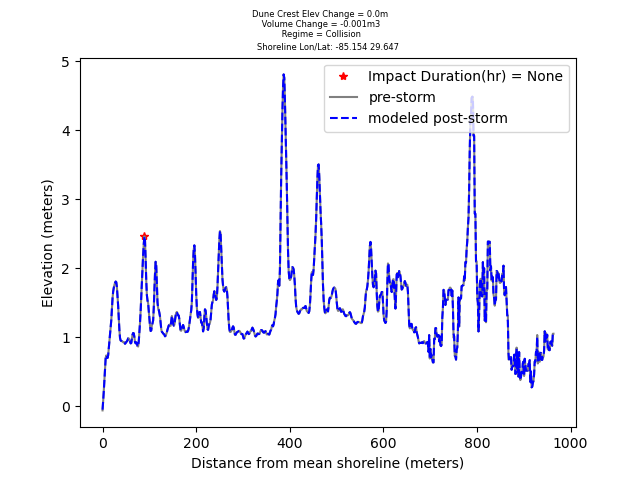 Dune Crest Elev Change = 0.0m
Volume Change = -0.001m3
Regime = Collision
Shoreline Lon/Lat: -85.154 29.647
Impact Duration(hr) = None
pre-storm
modeled post-storm
5
4
3
2
1
0
Elevation (meters)
0 200 400 600 800 1000
Distance from mean shoreline (meters)